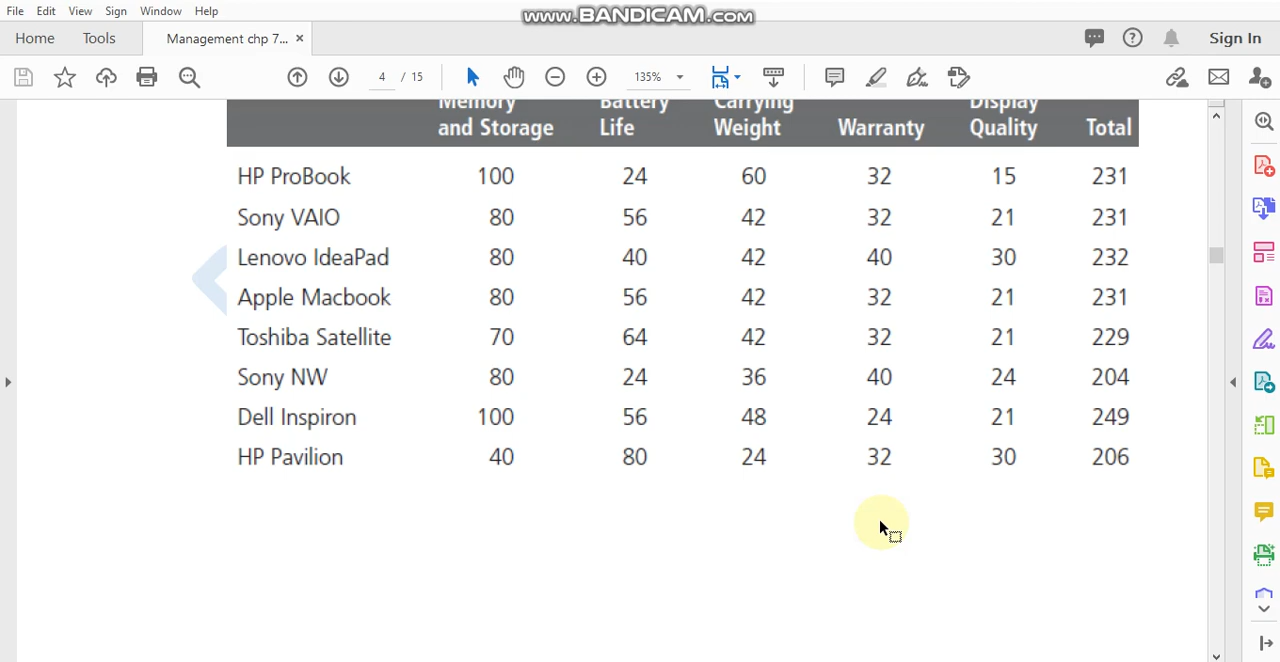 www.BANDICAM.com
File Edit View Sign Window Help
Home Tools Management chp 7... × Sign In
4 / 15 135%
Memory and Storage Battery Life Carrying Weight Warranty Display Quality Total
HP ProBook 100 24 60 32 15 231
Sony VAIO 80 56 42 32 21 231
Lenovo IdeaPad 80 40 42 40 30 232
Apple Macbook 80 56 42 32 21 231
Toshiba Satellite 70 64 42 32 21 229
Sony NW 80 24 36 40 24 204
Dell Inspiron 100 56 48 24 21 249
HP Pavilion 40 80 24 32 30 206